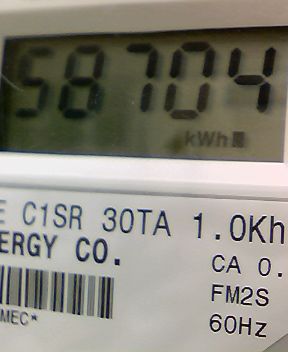 58704
kWh
E C1SR 30TA 1.0Kh
ERGY CO.
CA 0.
FM2S
MEC*
60Hz